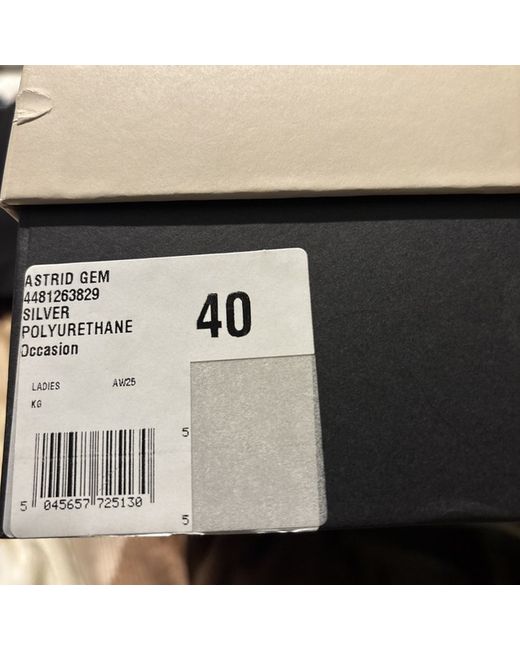 ASTRID GEM
4481263829
SILVER
POLYURETHANE
Occasion
40
LADIES AW25
KG
5
5 045657 725130
5